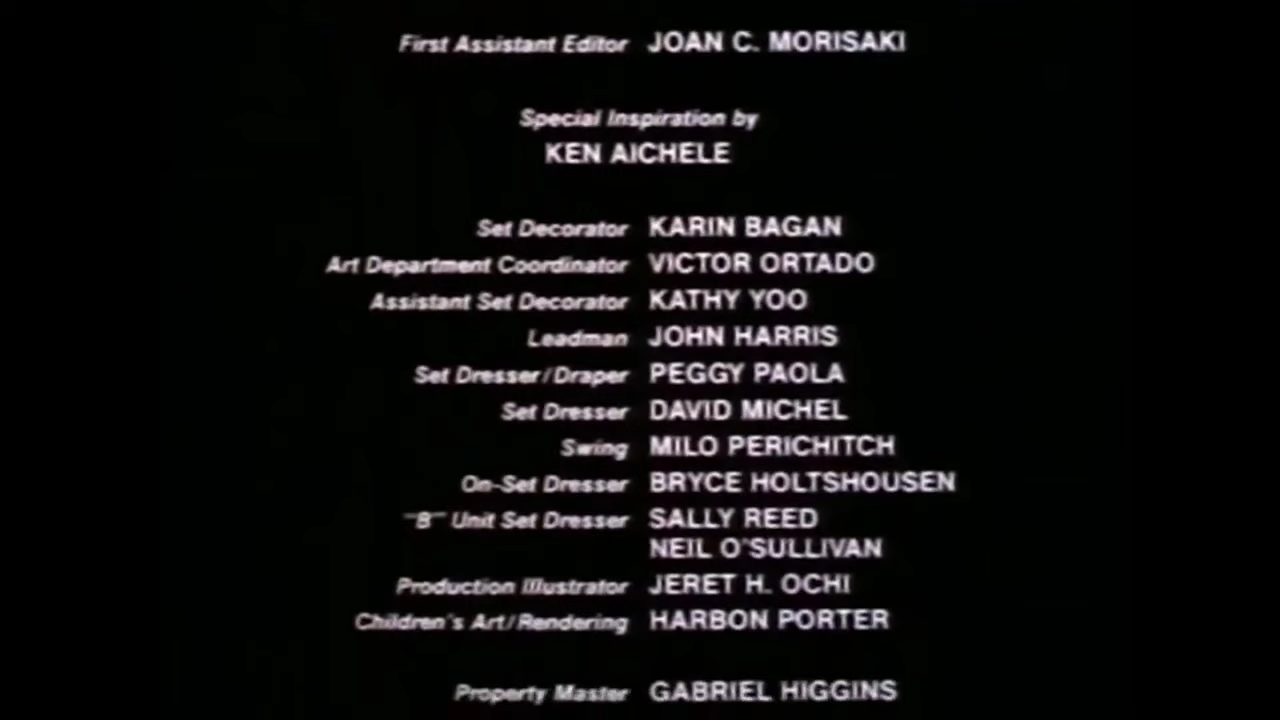 First Assistant Editor JOAN C. MORISAKI
Special Inspiration by
KEN AICHELE
Set Decorator KARIN BAGAN
Art Department Coordinator VICTOR ORTADO
Assistant Set Decorator KATHY YOO
Leadman JOHN HARRIS
Set Dresser/Draper PEGGY PAOLA
Set Dresser DAVID MICHEL
Swing MILO PERICHITCH
On-Set Dresser BRYCE HOLTSHOUSEN
"B" Unit Set Dresser SALLY REED
NEIL O'SULLIVAN
Production Illustrator JERET H. OCHI
Children's Art/Rendering HARBON PORTER
Property Master GABRIEL HIGGINS